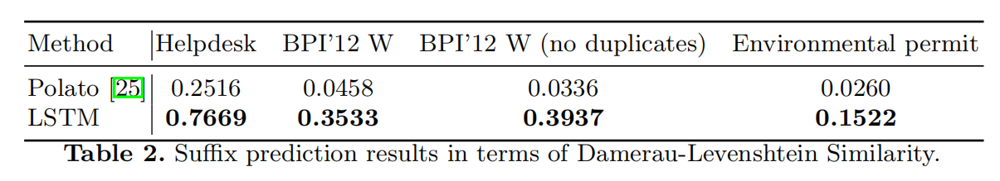 Method Helpdesk BPI'12 W BPI'12 W (no duplicates) Environmental permit
Polato [25] 0.2516 0.0458 0.0336 0.0260
LSTM 0.7669 0.3533 0.3937 0.1522
Table 2. Suffix prediction results in terms of Damerau-Levenshtein Similarity.